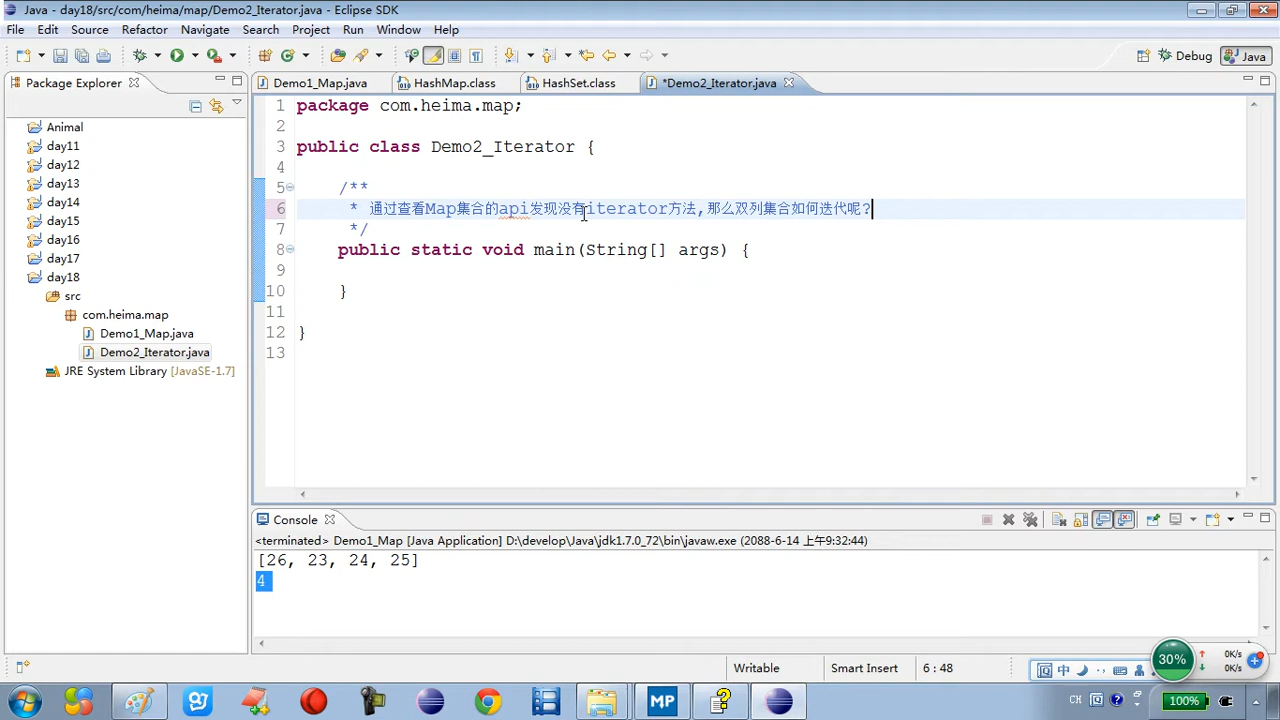 Java - day18/src/com/heima/map/Demo2_Iterator.java - Eclipse SDK
File Edit Source Refactor Navigate Search Project Run Window Help
Debug Java
Package Explorer
Demo1_Map.java HashMap.class HashSet.class *Demo2_Iterator.java
Animal
day11
day12
day13
day14
day15
day16
day17
day18
src
com.heima.map
Demo1_Map.java
Demo2_Iterator.java
JRE System Library [JavaSE-1.7]
1 package com.heima.map;
2
3 public class Demo2_Iterator {
4
5 /**
6 * 通过查看Map集合的api发现没有iterator方法,那么双列集合如何迭代呢?
7 */
8 public static void main(String[] args) {
9
10 }
11
12 }
13
Console
<terminated> Demo1_Map [Java Application] D:\develop\Java\jdk1.7.0_72\bin\javaw.exe (2088-6-14 上午9:32:44)
[26, 23, 24, 25]
4
Writable Smart Insert 6 : 48
中
30% 0K/s
0K/s
MP
CH 100%